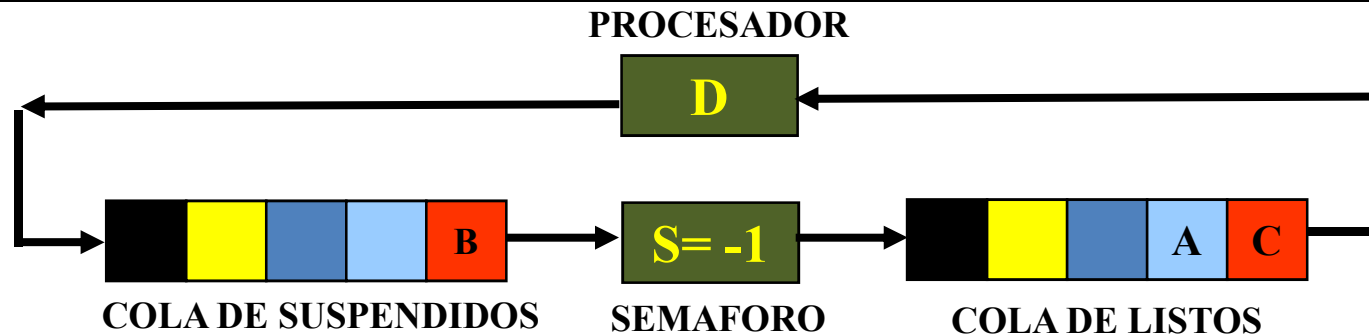 PROCESADOR
D
B
S= -1
A C
COLA DE SUSPENDIDOS
SEMAFORO
COLA DE LISTOS